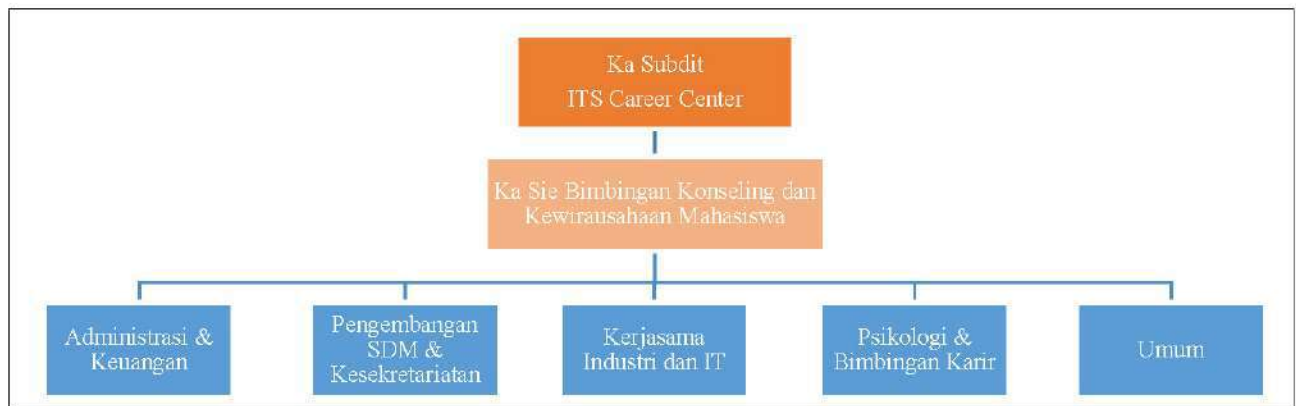 Ka Subdit
ITS Career Center
Ka Sie Bimbingan Konseling dan
Kewirausahaan Mahasiswa
Administrasi &
Keuangan
Pengembangan
SDM &
Kesekretariatan
Kerjasama
Industri dan IT
Psikologi &
Bimbingan Karir
Umum